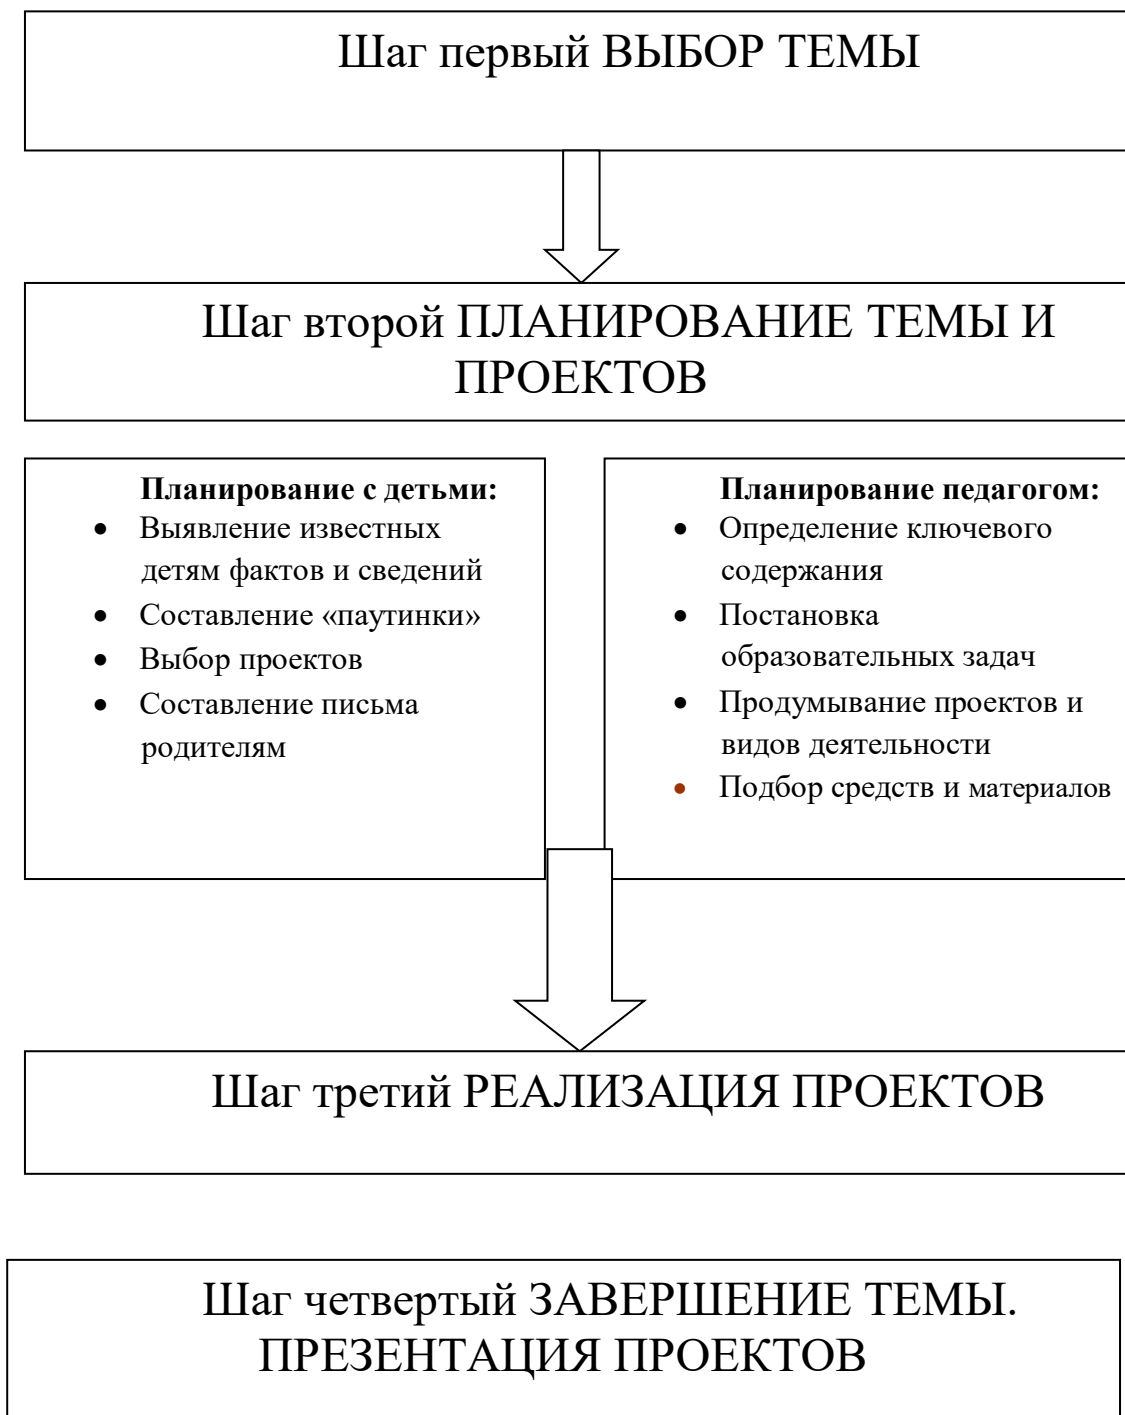 Шаг первый ВЫБОР ТЕМЫ
Шаг второй ПЛАНИРОВАНИЕ ТЕМЫ И
ПРОЕКТОВ
Планирование с детьми:
• Выявление известных
детям фактов и сведений
• Составление «паутинки»
• Выбор проектов
• Составление письма
родителям
Планирование педагогом:
• Определение ключевого
содержания
• Постановка
образовательных задач
• Продумывание проектов и
видов деятельности
• Подбор средств и материалов
Шаг третий РЕАЛИЗАЦИЯ ПРОЕКТОВ
Шаг четвертый ЗАВЕРШЕНИЕ ТЕМЫ.
ПРЕЗЕНТАЦИЯ ПРОЕКТОВ